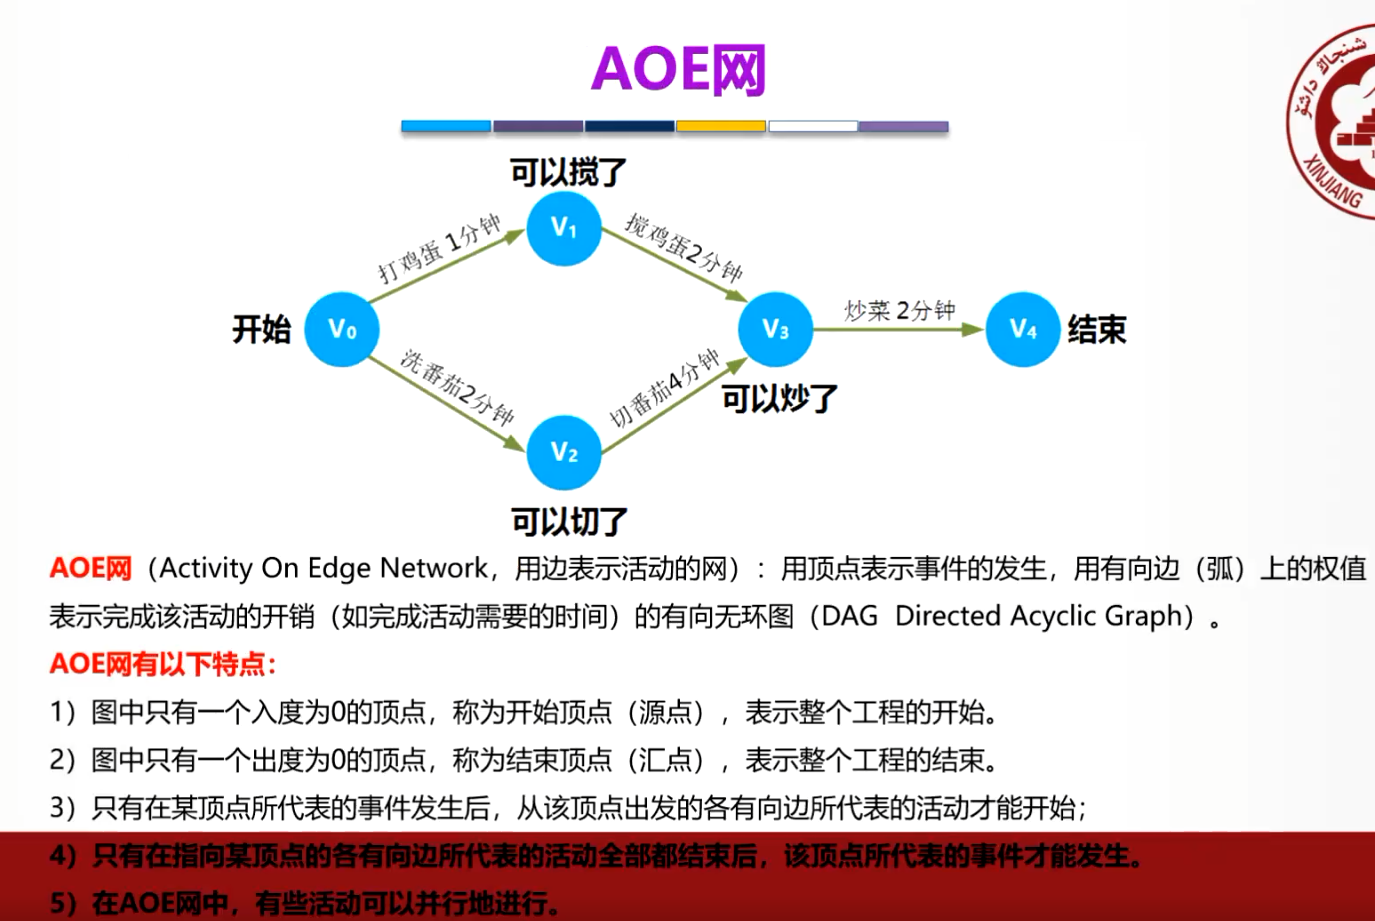 AOE网
可以搅了
V1
打鸡蛋 1分钟
搅鸡蛋2分钟
开始
V0
V3
炒菜 2分钟
V4
结束
洗番茄2分钟
切番茄4分钟
可以炒了
V2
可以切了
AOE网（Activity On Edge Network，用边表示活动的网）：用顶点表示事件的发生，用有向边（弧）上的权值
表示完成该活动的开销（如完成活动需要的时间）的有向无环图（DAG Directed Acyclic Graph）。
AOE网有以下特点：
1）图中只有一个入度为0的顶点，称为开始顶点（源点），表示整个工程的开始。
2）图中只有一个出度为0的顶点，称为结束顶点（汇点），表示整个工程的结束。
3）只有在某顶点所代表的事件发生后，从该顶点出发的各有向边所代表的活动才能开始；
4）只有在指向某顶点的各有向边所代表的活动全部都结束后，该顶点所代表的事件才能发生。
5）在AOE网中，有些活动可以并行地进行。
شىنجاڭ داشۆ
XINJIANG